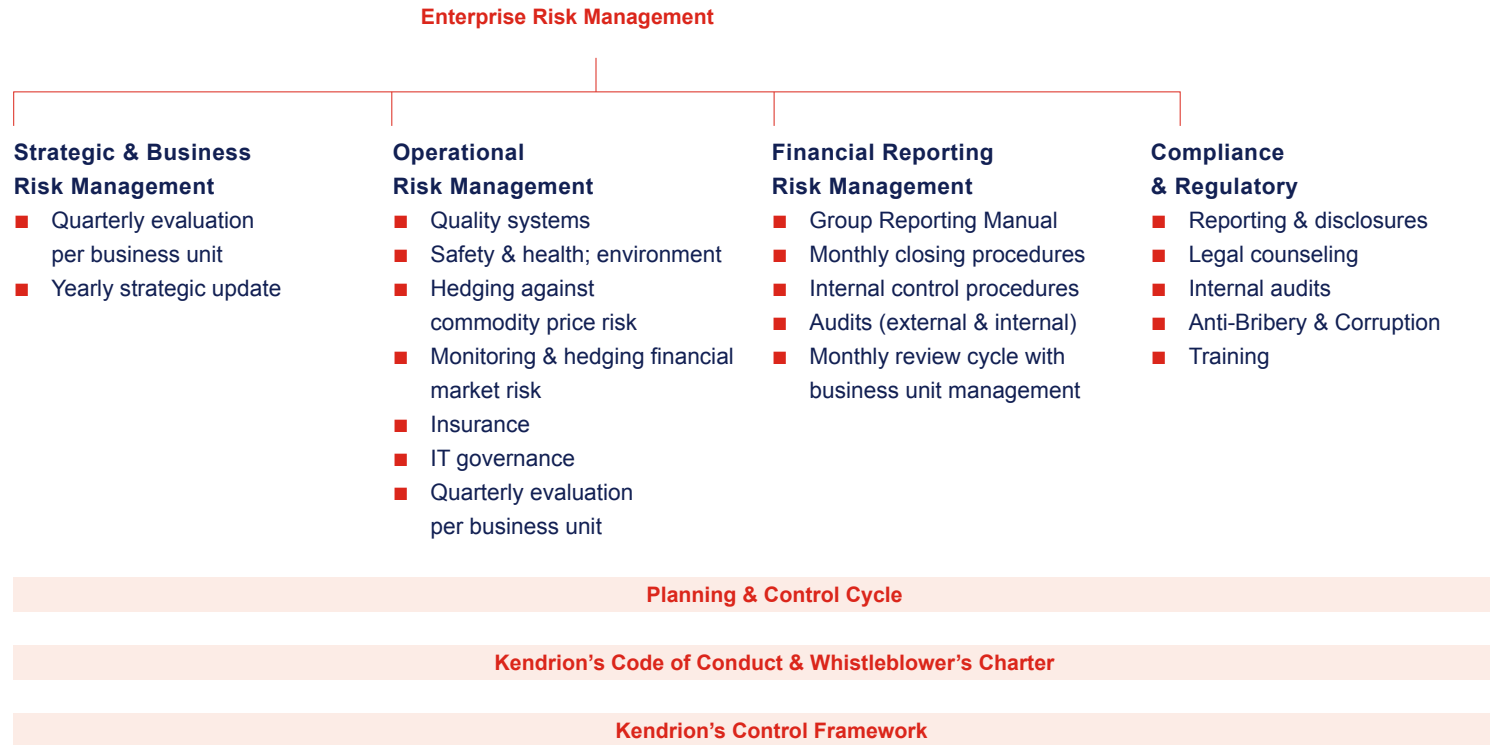 Enterprise Risk Management
Strategic & Business
Risk Management
Quarterly evaluation
per business unit
Yearly strategic update
Operational
Risk Management
Quality systems
Safety & health; environment
Hedging against
commodity price risk
Monitoring & hedging financial
market risk
Insurance
IT governance
Quarterly evaluation
per business unit
Financial Reporting
Risk Management
Group Reporting Manual
Monthly closing procedures
Internal control procedures
Audits (external & internal)
Monthly review cycle with
business unit management
Compliance
& Regulatory
Reporting & disclosures
Legal counseling
Internal audits
Anti-Bribery & Corruption
Training
Planning & Control Cycle
Kendrion’s Code of Conduct & Whistleblower’s Charter
Kendrion’s Control Framework